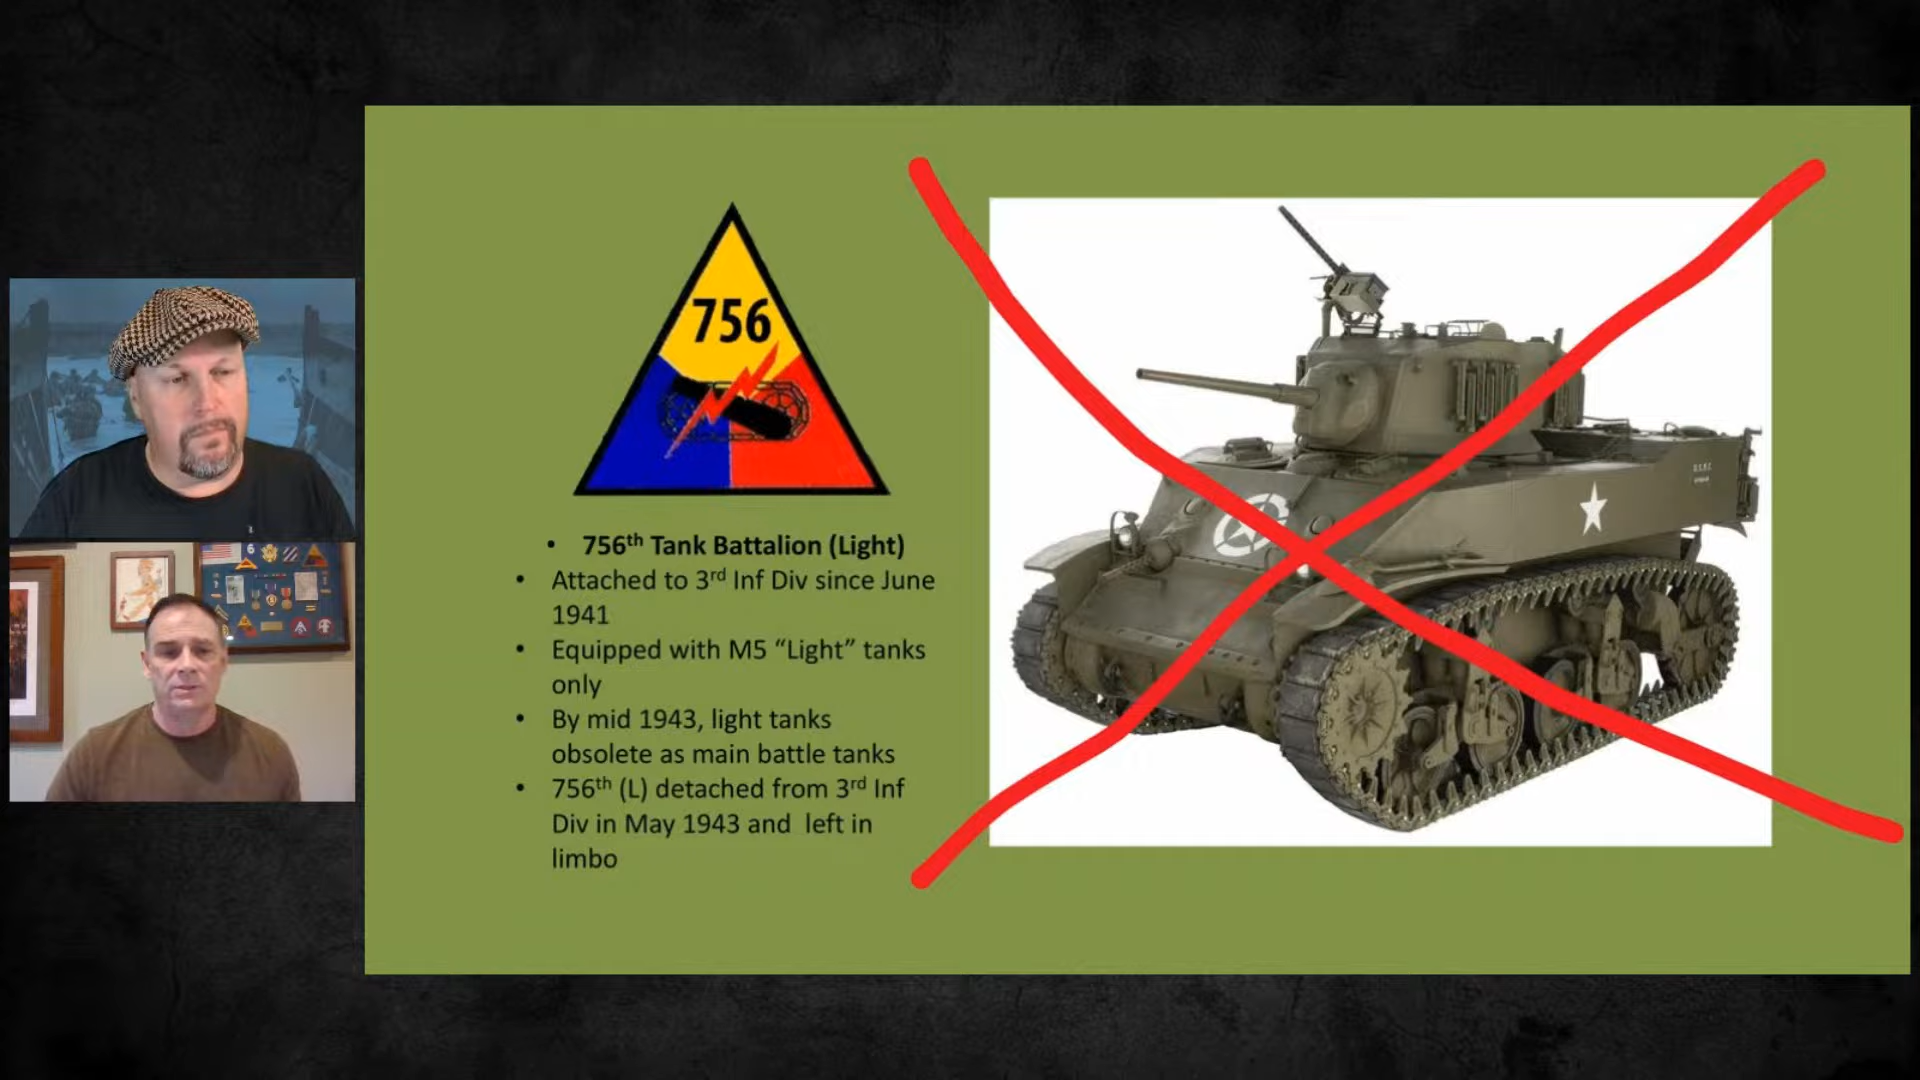 756
• 756th Tank Battalion (Light)
• Attached to 3rd Inf Div since June
1941
• Equipped with M5 “Light” tanks
only
• By mid 1943, light tanks
obsolete as main battle tanks
• 756th (L) detached from 3rd Inf
Div in May 1943 and left in
limbo